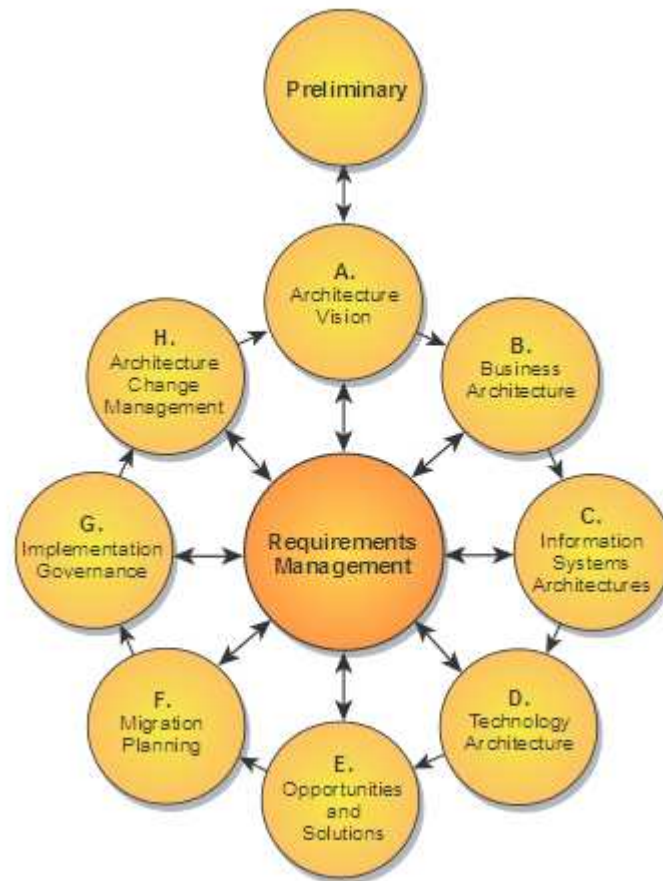 Preliminary
A.
Architecture
Vision
B.
Business
Architecture
C.
Information
Systems
Architectures
D.
Technology
Architecture
E.
Opportunities
and
Solutions
F.
Migration
Planning
G.
Implementation
Governance
H.
Architecture
Change
Management
Requirements
Management